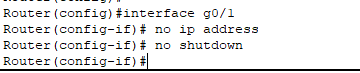 Router(config)#interface g0/1
Router(config-if)# no ip address
Router(config-if)# no shutdown
Router(config-if)#